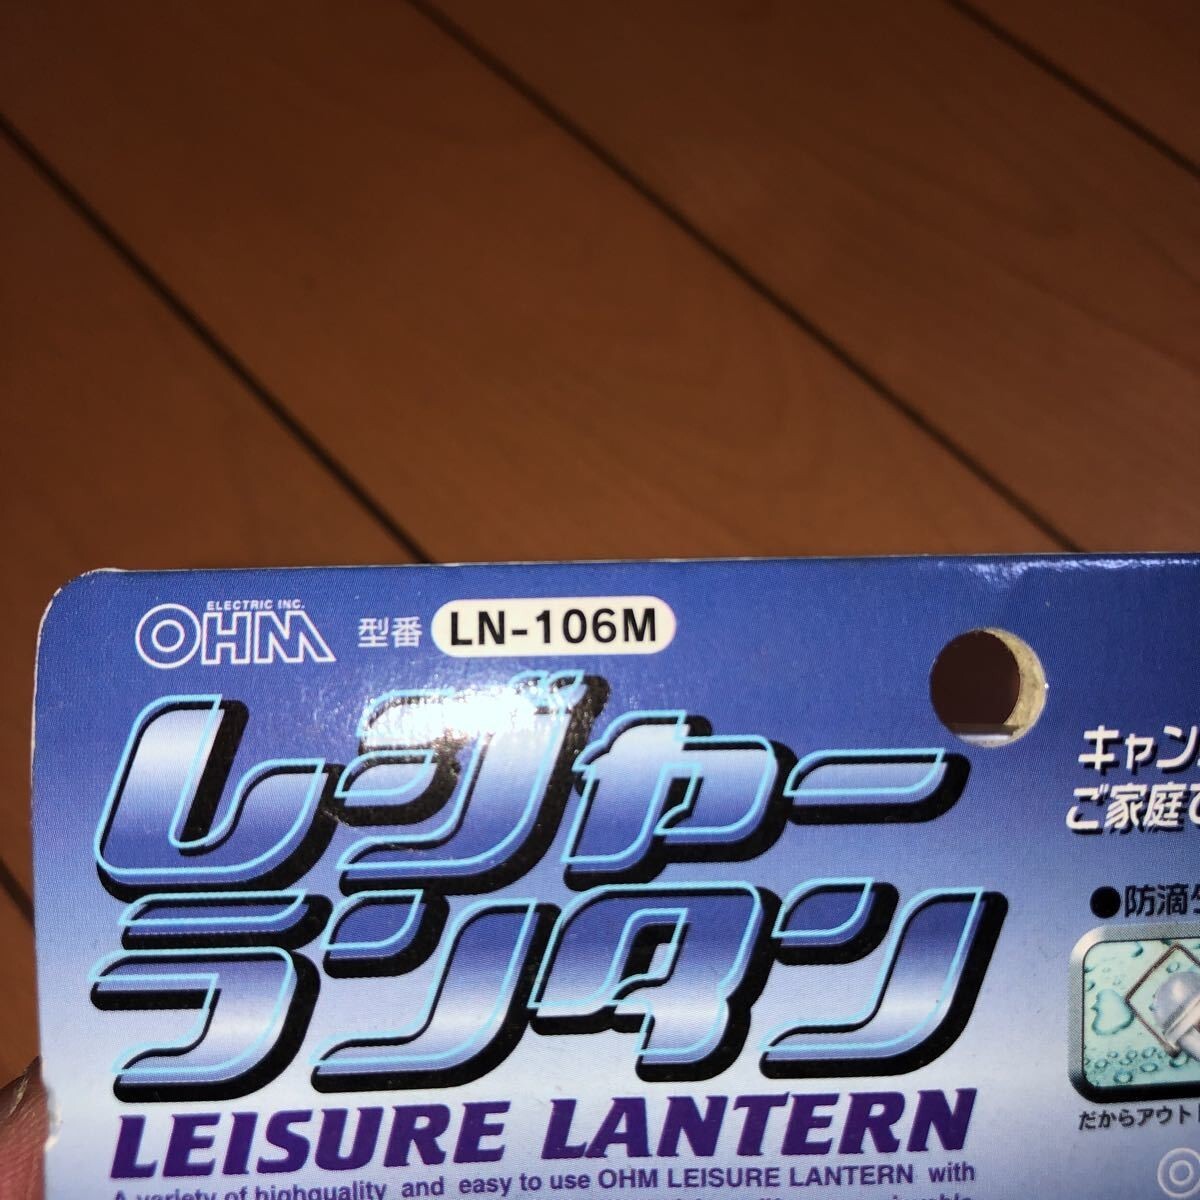 ELECTRIC INC.
OHM 型番 LN-106M
レジャー
ランタン
LEISURE LANTERN
A variety of highquality and easy to use OHM LEISURE LANTERN with
キャン
ご家庭で
●防滴
だからアウト